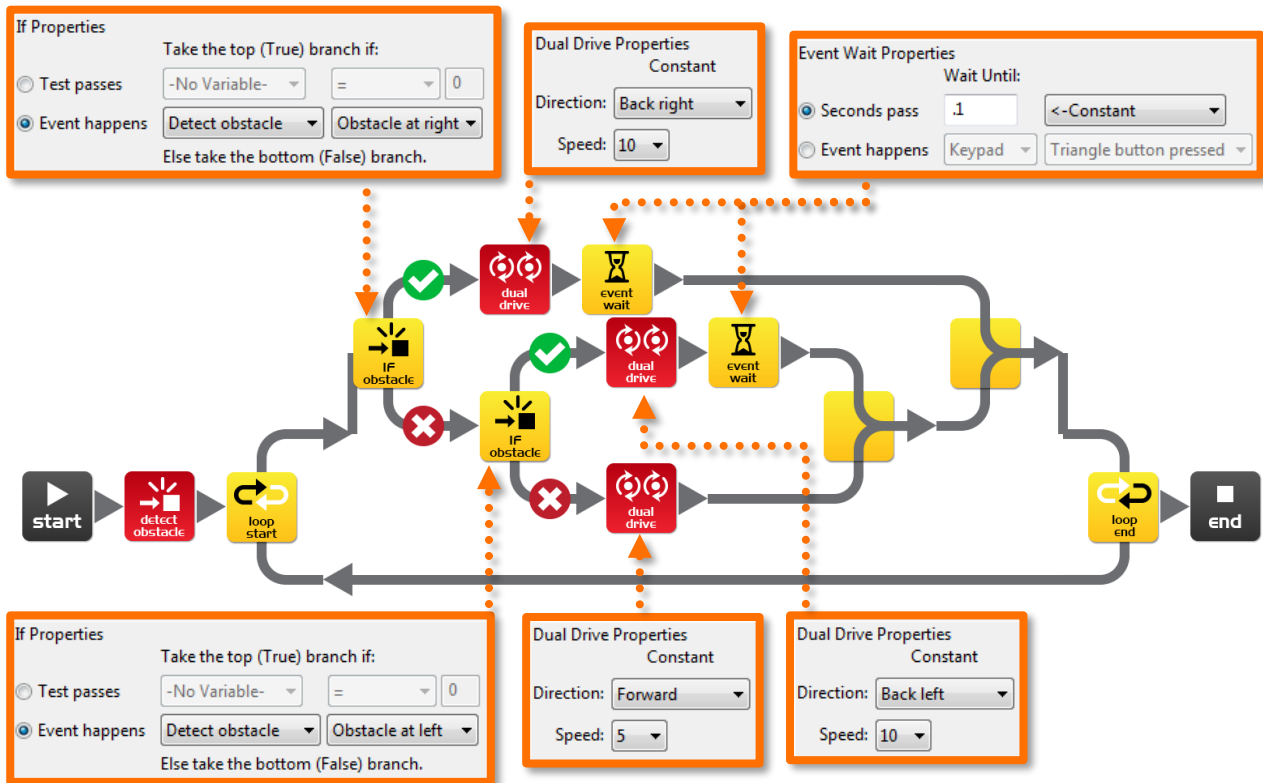 If Properties
Take the top (True) branch if:
Test passes -No Variable- = 0
Event happens Detect obstacle Obstacle at right
Else take the bottom (False) branch.
Dual Drive Properties
Constant
Direction: Back right
Speed: 10
Event Wait Properties
Wait Until:
Seconds pass .1 <-Constant
Event happens Keypad Triangle button pressed
dual
drive
event
wait
IF
obstacle
dual
drive
event
wait
IF
obstacle
start
detect
obstacle
loop
start
dual
drive
loop
end
end
If Properties
Take the top (True) branch if:
Test passes -No Variable- = 0
Event happens Detect obstacle Obstacle at left
Else take the bottom (False) branch.
Dual Drive Properties
Constant
Direction: Forward
Speed: 5
Dual Drive Properties
Constant
Direction: Back left
Speed: 10